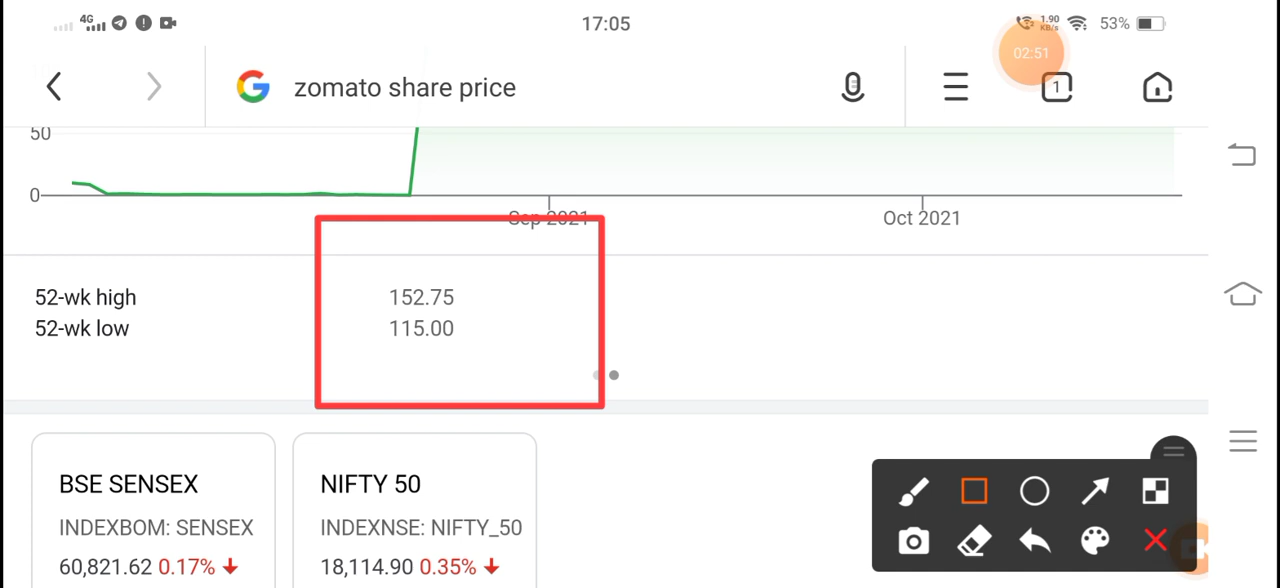 4G 17:05 1.90 KB/s 53%
02:51
zomato share price 1
50
0
Sep 2021 Oct 2021
52-wk high 152.75
52-wk low 115.00
BSE SENSEX NIFTY 50
INDEXBOM: SENSEX INDEXNSE: NIFTY_50
60,821.62 0.17% 18,114.90 0.35%